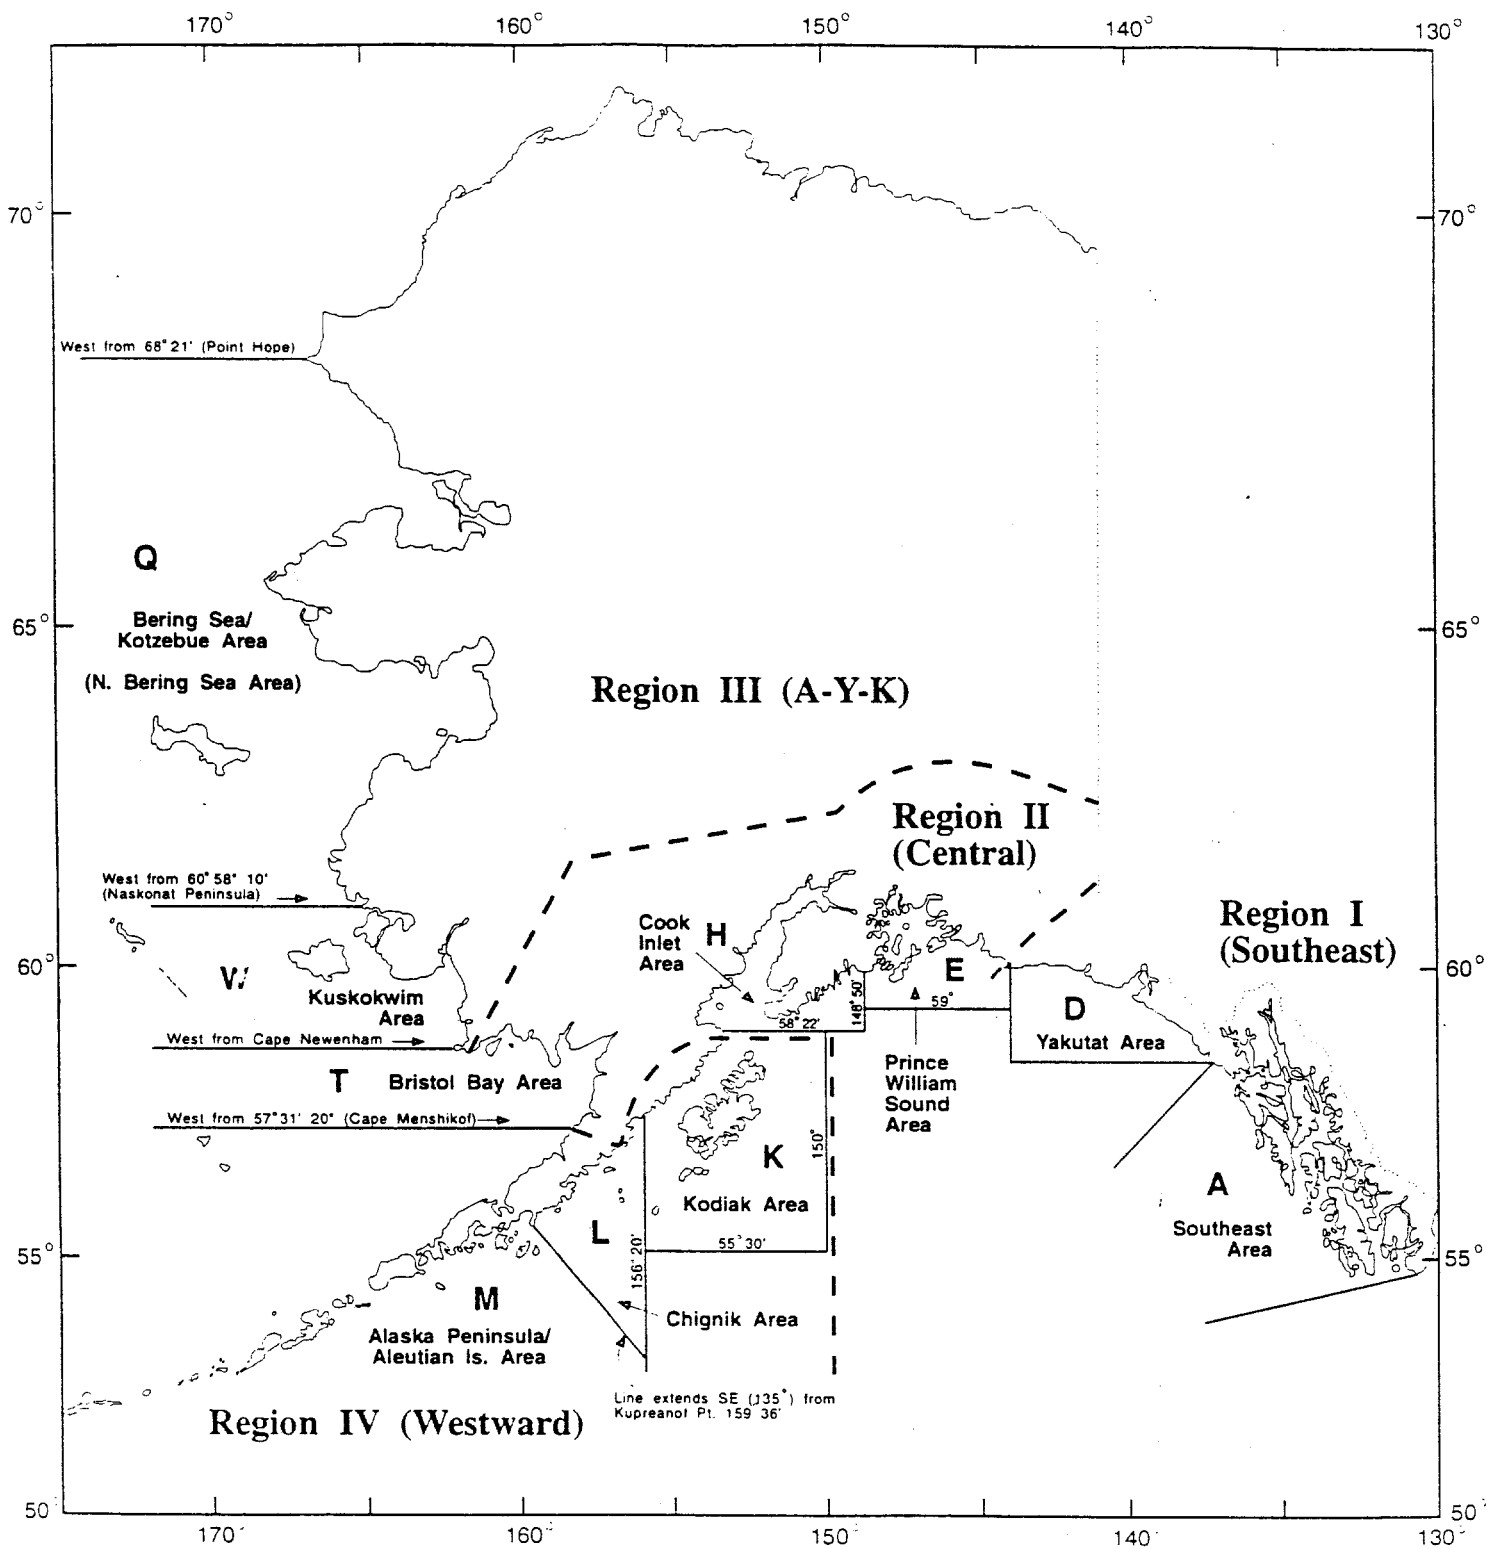 170°
160°
150°
140°
130°
70°
70°
West from 68° 21' (Point Hope)
Q
Bering Sea/
Kotzebue Area
(N. Bering Sea Area)
65°
65°
Region III (A-Y-K)
Region II
(Central)
West from 60° 58° 10'
(Naskonat Peninsula)
Region I
(Southeast)
Cook
Inlet
Area
H
E
60°
60°
W
Kuskokwim
Area
148° 50'
59°
D
Yakutat Area
58° 22'
West from Cape Newenham
T
Bristol Bay Area
Prince
William
Sound
Area
West from 57° 31' 20" (Cape Menshikof)
150°
K
Kodiak Area
A
Southeast
Area
L
55° 30'
156° 20'
55°
55°
M
Chignik Area
Alaska Peninsula/
Aleutian Is. Area
Line extends SE (135°) from
Kupreanof Pt. 159 36'
Region IV (Westward)
50°
50°
170°
160°
150°
140
130°